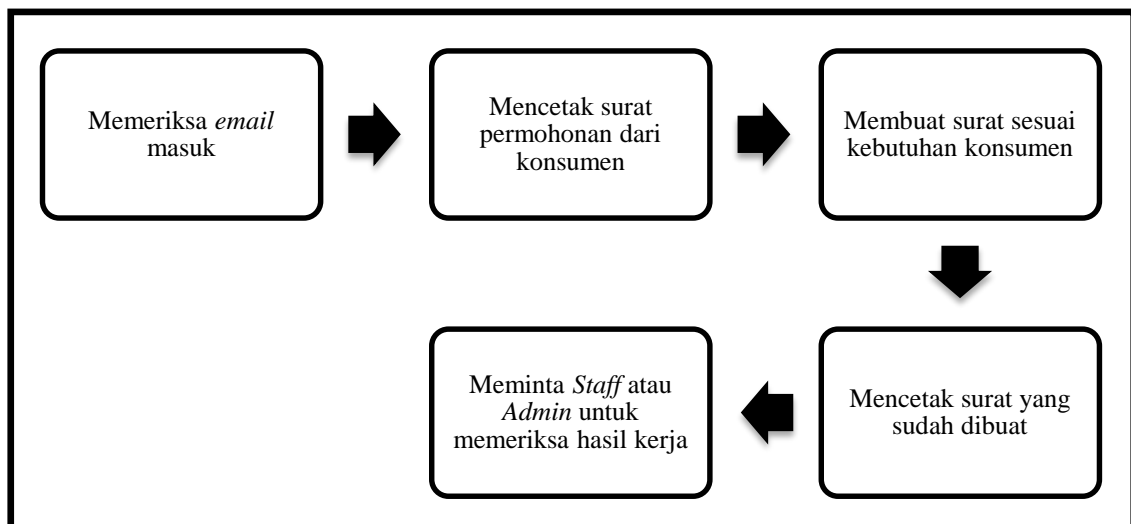 Memeriksa email
masuk
Mencetak surat
permohonan dari
konsumen
Membuat surat sesuai
kebutuhan konsumen
Mencetak surat yang
sudah dibuat
Meminta Staff atau
Admin untuk
memeriksa hasil kerja